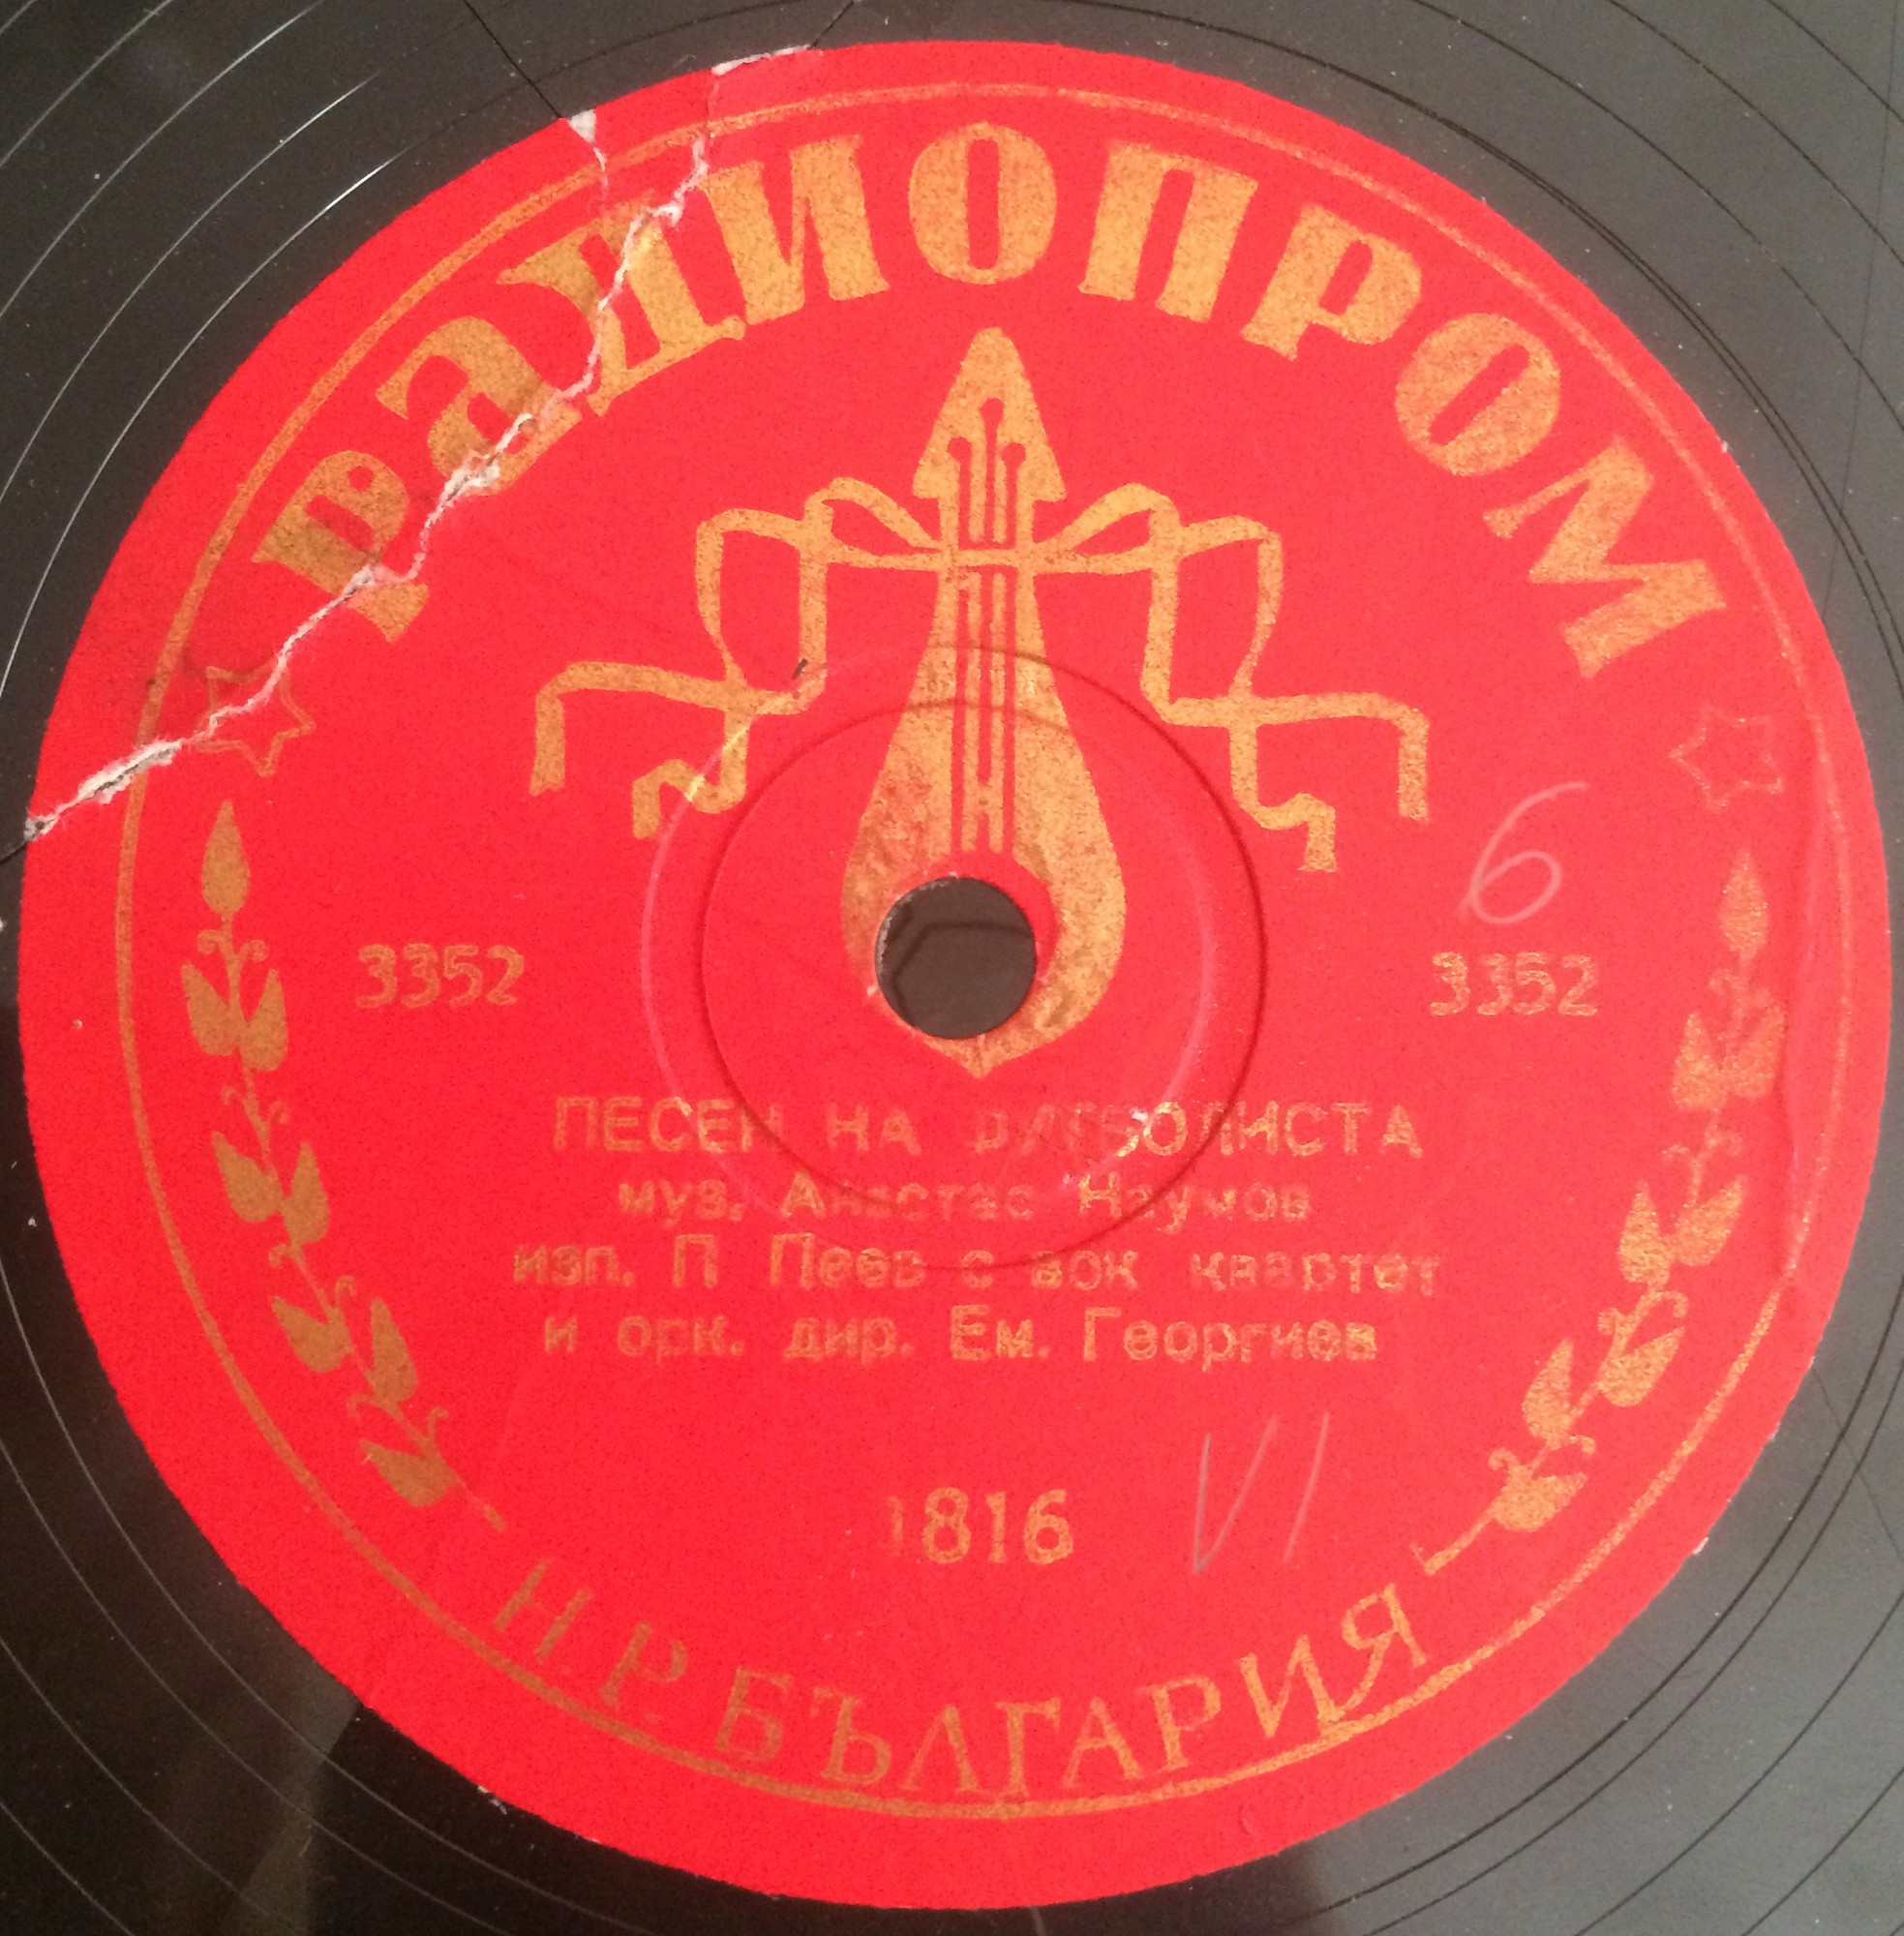 РАДИОПРОМ
6
3352 3352
ПЕСЕН НА ФУТБОЛИСТА
муз. Анастас Наумов
изп. П Пеев с вок квартет
и орк. дир. Ем. Георгиев
1816 VI
Н.Р. БЪЛГАРИЯ